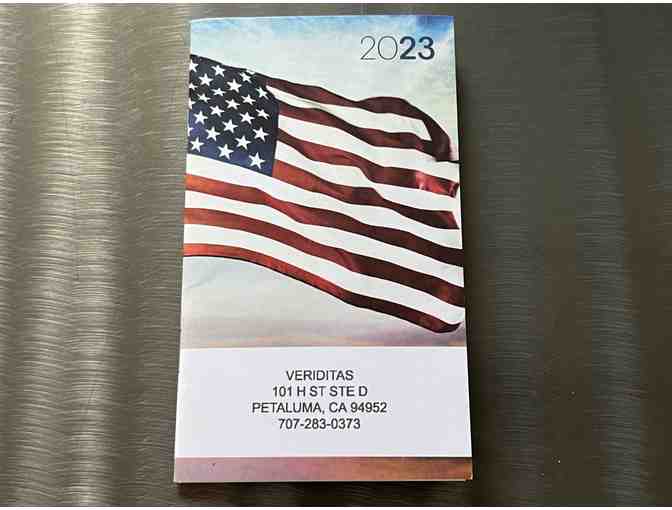 2023
VERIDITAS
101 H ST STE D
PETALUMA, CA 94952
707-283-0373